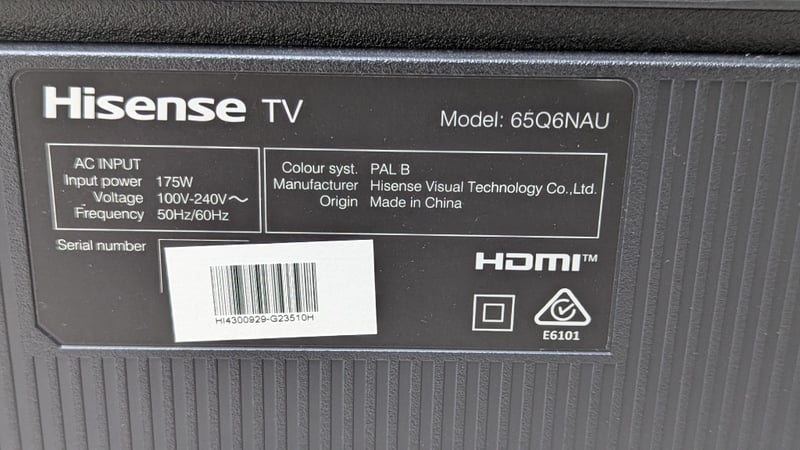 Hisense TV
Model: 65Q6NAU
AC INPUT
Input power 175W
Voltage 100V-240V～
Frequency 50Hz/60Hz
Colour syst. PAL B
Manufacturer Hisense Visual Technology Co.,Ltd.
Origin Made in China
Serial number
HI4300929-G23510H
HDMI™
E6101